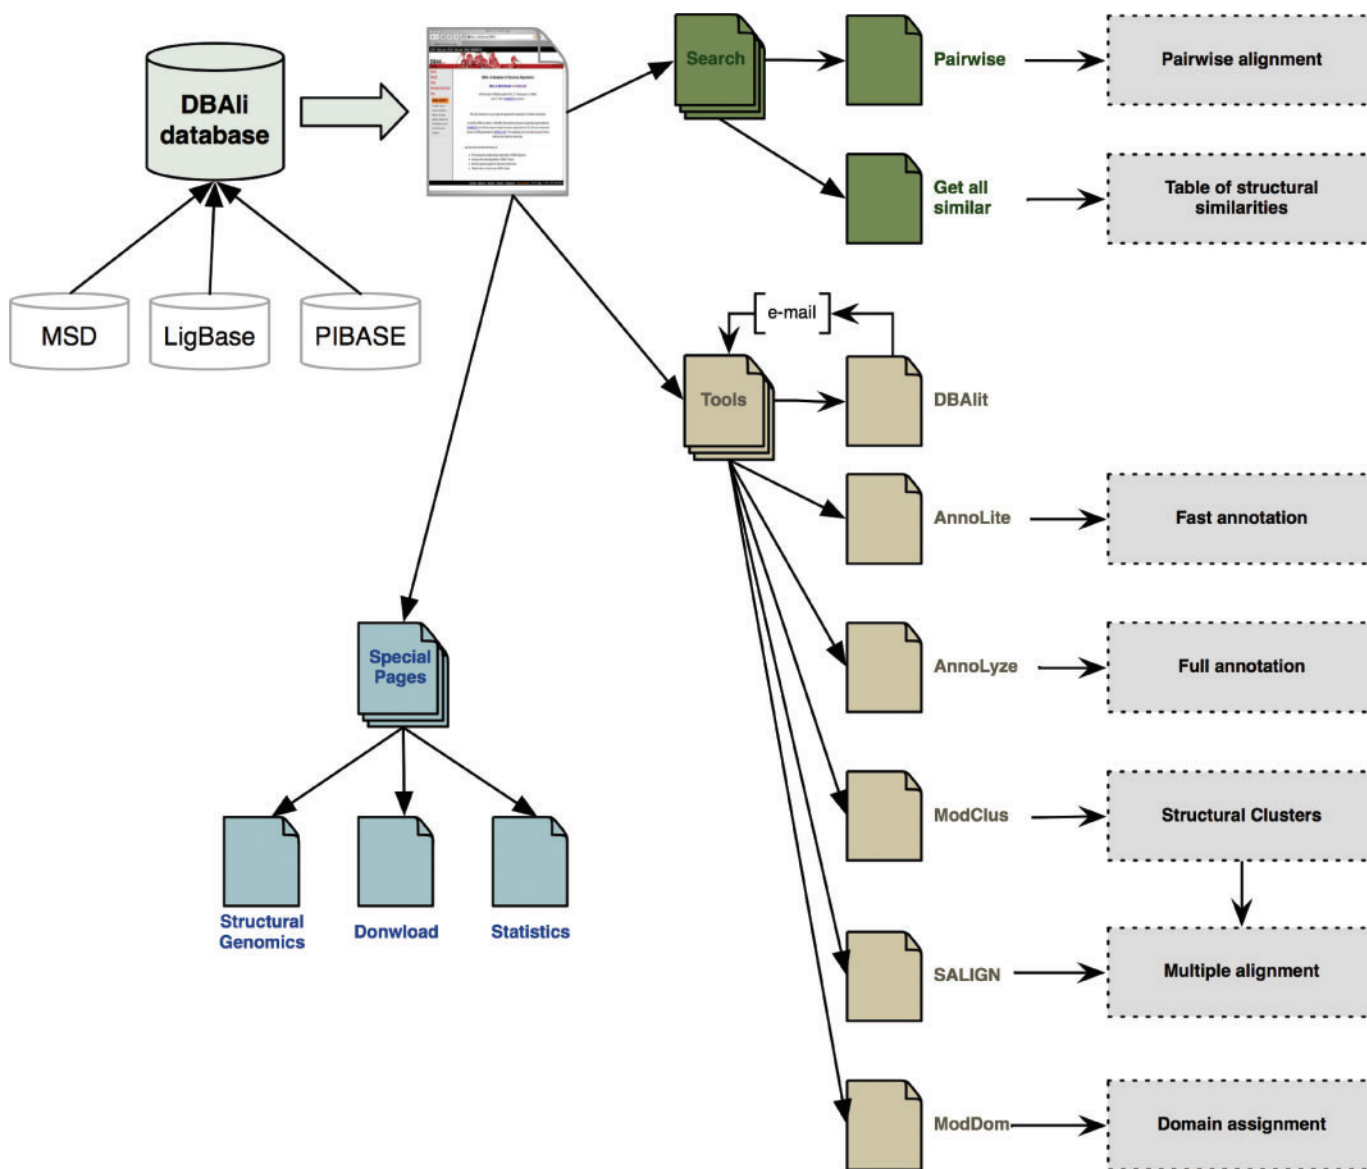 DBAli
database
MSD
LigBase
PIBASE
Search
Pairwise
Pairwise alignment
Get all
similar
Table of structural
similarities
e-mail
Tools
DBAlit
AnnoLite
Fast annotation
AnnoLyze
Full annotation
ModClus
Structural Clusters
SALIGN
Multiple alignment
ModDom
Domain assignment
Special
Pages
Structural
Genomics
Donwload
Statistics